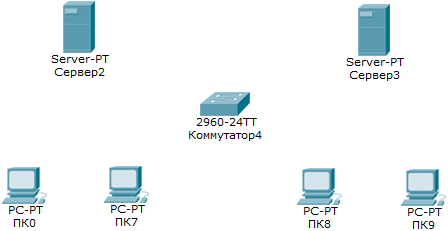 Server-PT
Сервер2
Server-PT
Сервер3
2960-24TT
Коммутатор4
PC-PT
ПК0
PC-PT
ПК7
PC-PT
ПК8
PC-PT
ПК9